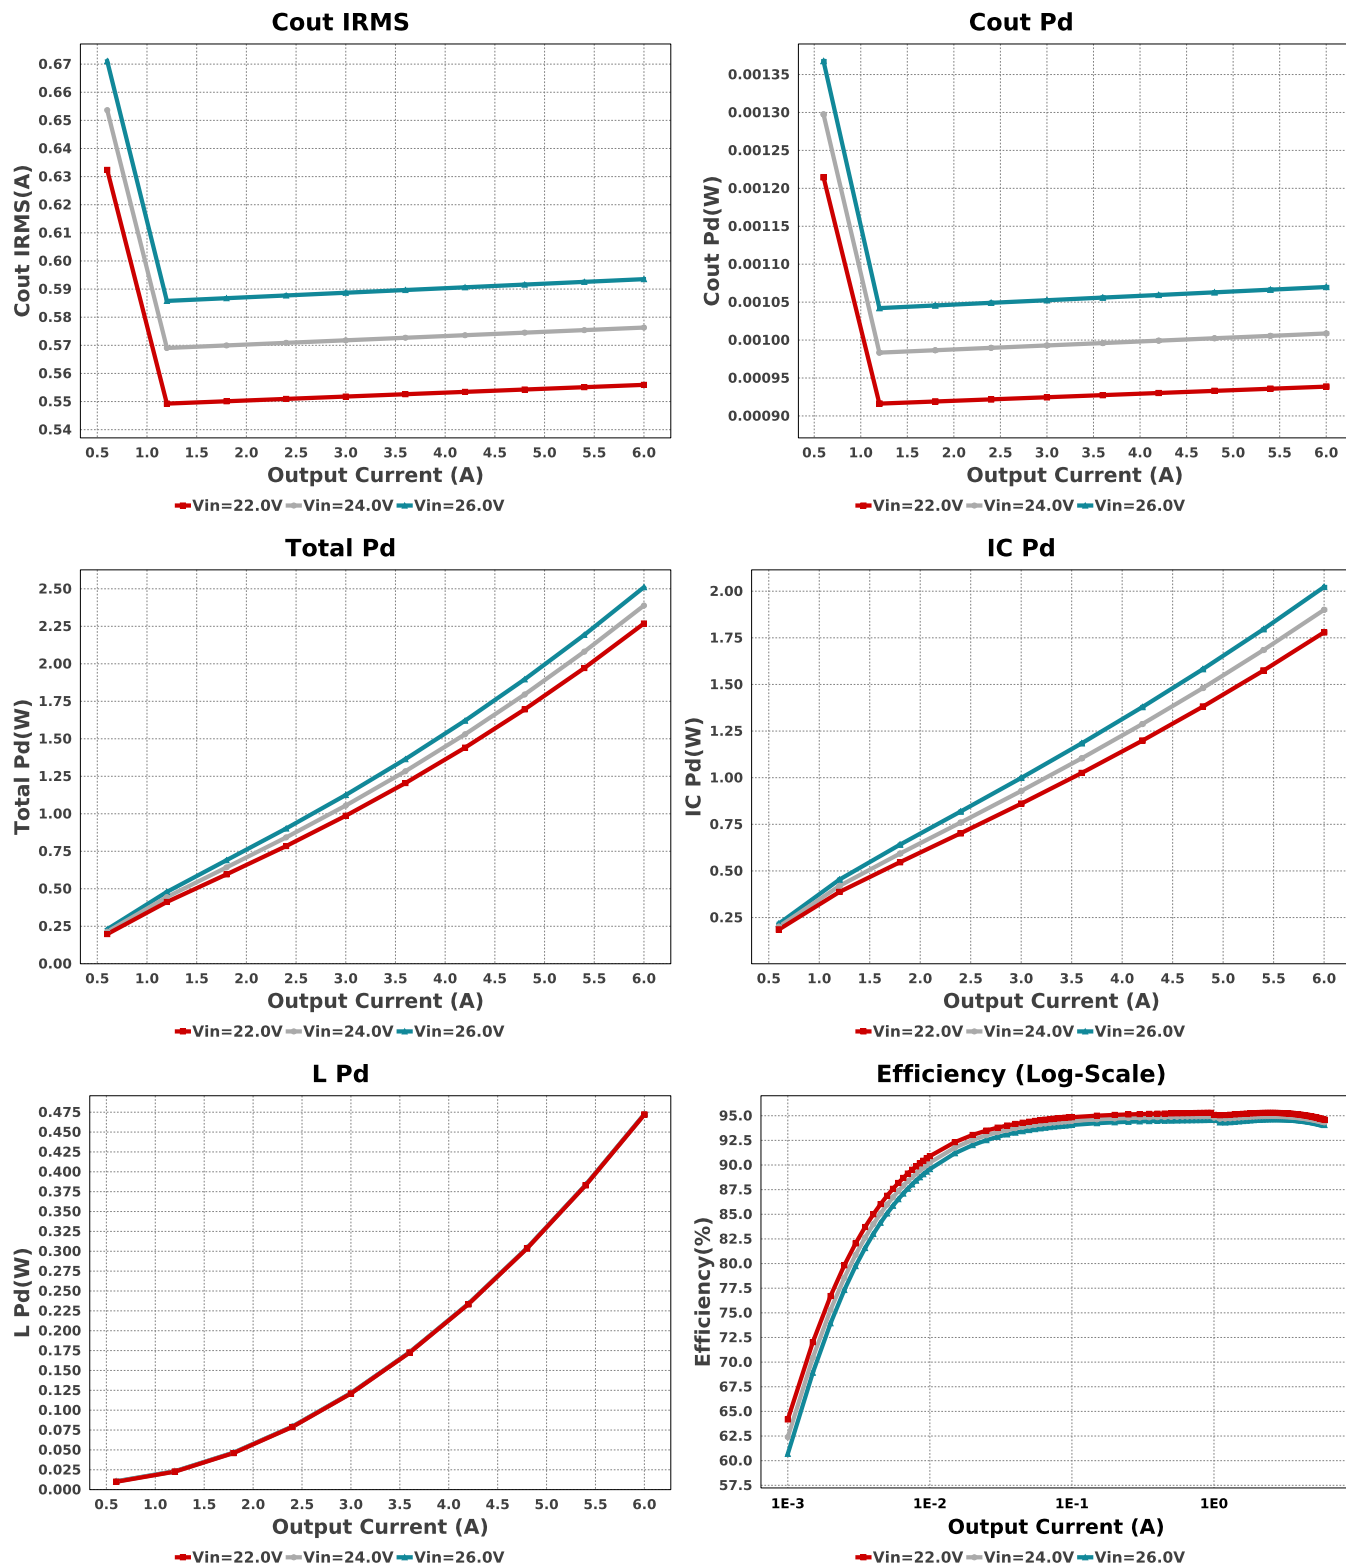 Cout IRMS
Cout IRMS(A)
0.67
0.66
0.65
0.64
0.63
0.62
0.61
0.60
0.59
0.58
0.57
0.56
0.55
0.54
0.5 1.0 1.5 2.0 2.5 3.0 3.5 4.0 4.5 5.0 5.5 6.0
Output Current (A)
Vin=22.0V Vin=24.0V Vin=26.0V
Cout Pd
Cout Pd(W)
0.00135
0.00130
0.00125
0.00120
0.00115
0.00110
0.00105
0.00100
0.00095
0.00090
0.5 1.0 1.5 2.0 2.5 3.0 3.5 4.0 4.5 5.0 5.5 6.0
Output Current (A)
Vin=22.0V Vin=24.0V Vin=26.0V
Total Pd
Total Pd(W)
2.50
2.25
2.00
1.75
1.50
1.25
1.00
0.75
0.50
0.25
0.00
0.5 1.0 1.5 2.0 2.5 3.0 3.5 4.0 4.5 5.0 5.5 6.0
Output Current (A)
Vin=22.0V Vin=24.0V Vin=26.0V
IC Pd
IC Pd(W)
2.00
1.75
1.50
1.25
1.00
0.75
0.50
0.25
0.5 1.0 1.5 2.0 2.5 3.0 3.5 4.0 4.5 5.0 5.5 6.0
Output Current (A)
Vin=22.0V Vin=24.0V Vin=26.0V
L Pd
L Pd(W)
0.475
0.450
0.425
0.400
0.375
0.350
0.325
0.300
0.275
0.250
0.225
0.200
0.175
0.150
0.125
0.100
0.075
0.050
0.025
0.000
0.5 1.0 1.5 2.0 2.5 3.0 3.5 4.0 4.5 5.0 5.5 6.0
Output Current (A)
Vin=22.0V Vin=24.0V Vin=26.0V
Efficiency (Log-Scale)
Efficiency(%)
95.0
92.5
90.0
87.5
85.0
82.5
80.0
77.5
75.0
72.5
70.0
67.5
65.0
62.5
60.0
57.5
1E-3 1E-2 1E-1 1E0
Output Current (A)
Vin=22.0V Vin=24.0V Vin=26.0V